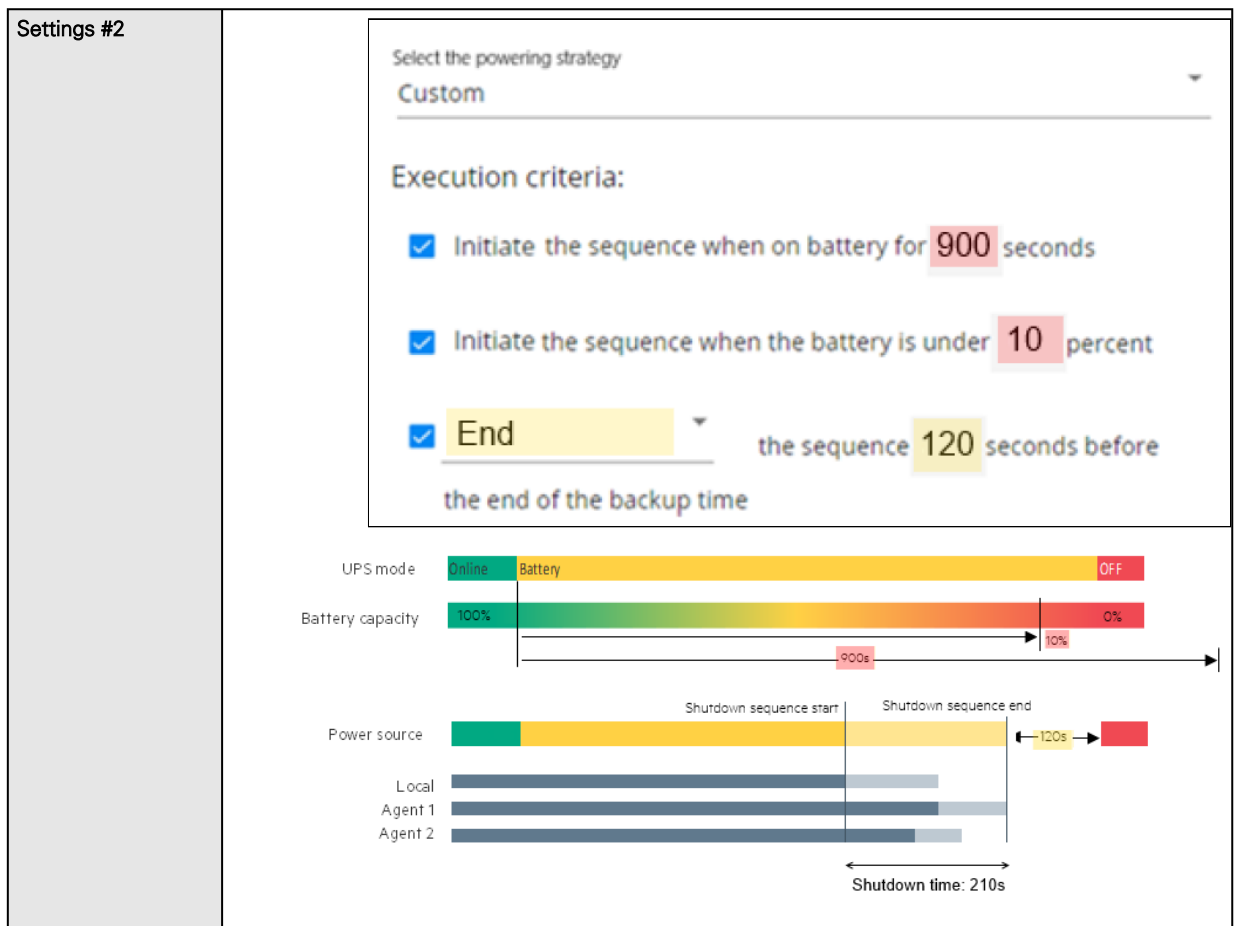 Settings #2
Select the powering strategy
Custom
Execution criteria:
Initiate the sequence when on battery for 900 seconds
Initiate the sequence when the battery is under 10 percent
End the sequence 120 seconds before
the end of the backup time
UPS mode Online Battery OFF
Battery capacity 100% 0%
10%
900s
Shutdown sequence start Shutdown sequence end
Power source 120s
Local
Agent 1
Agent 2
Shutdown time: 210s